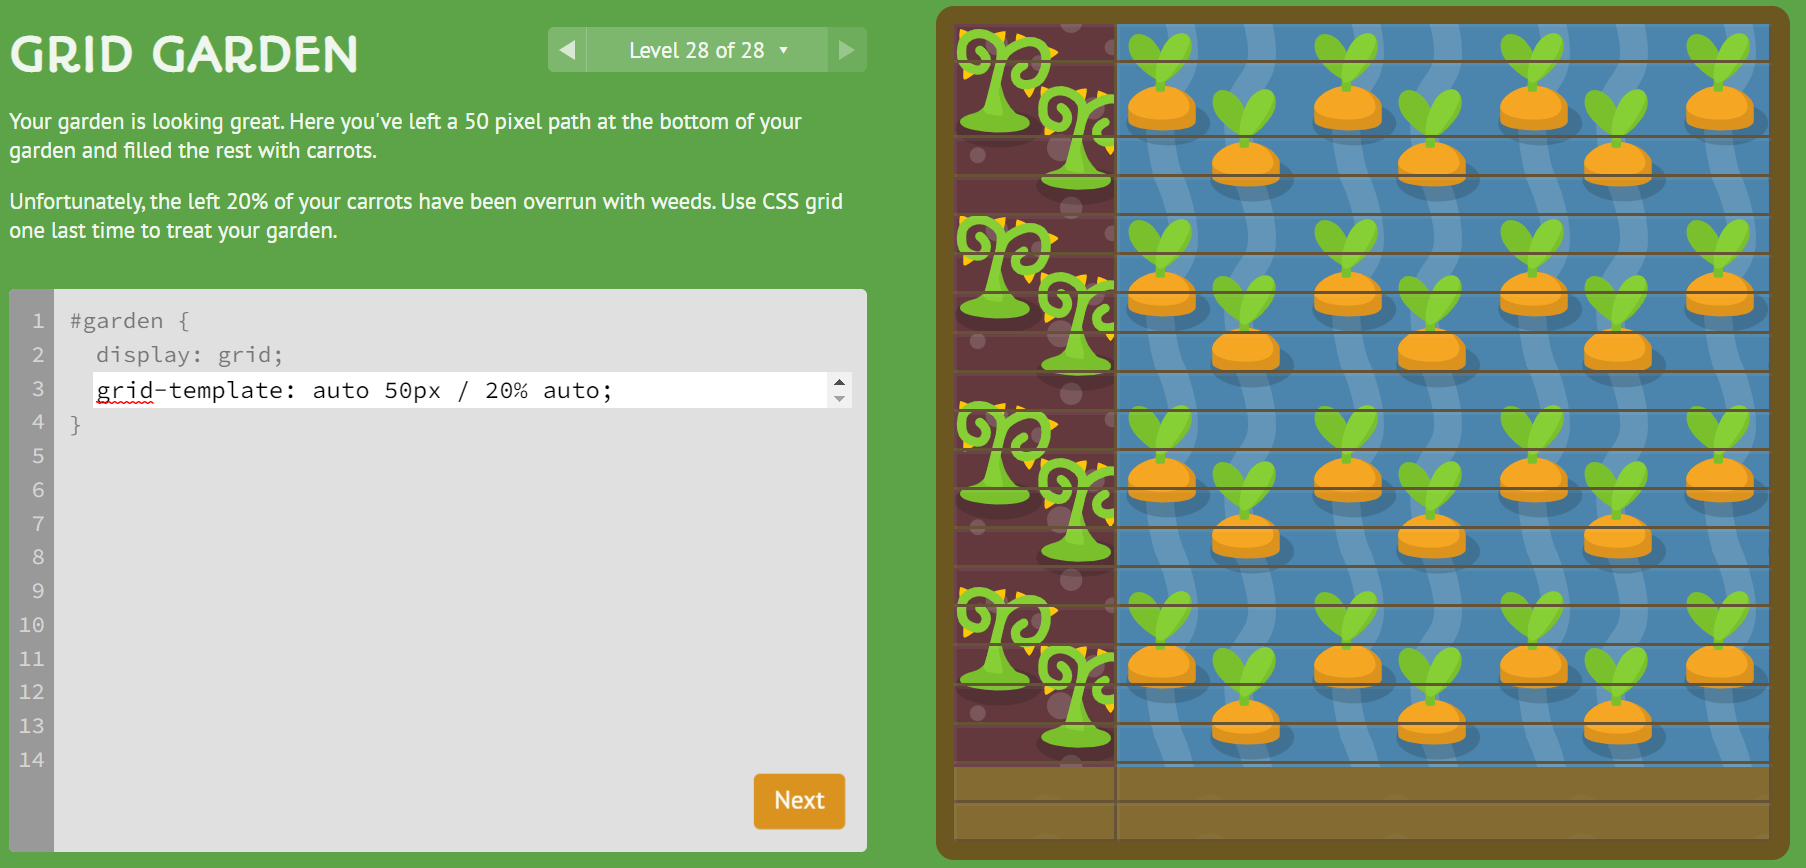 GRID GARDEN
Level 28 of 28
Your garden is looking great. Here you've left a 50 pixel path at the bottom of your
garden and filled the rest with carrots.
Unfortunately, the left 20% of your carrots have been overrun with weeds. Use CSS grid
one last time to treat your garden.
1 #garden {
2 display: grid;
3 grid-template: auto 50px / 20% auto;
4 }
5
6
7
8
9
10
11
12
13
14
Next